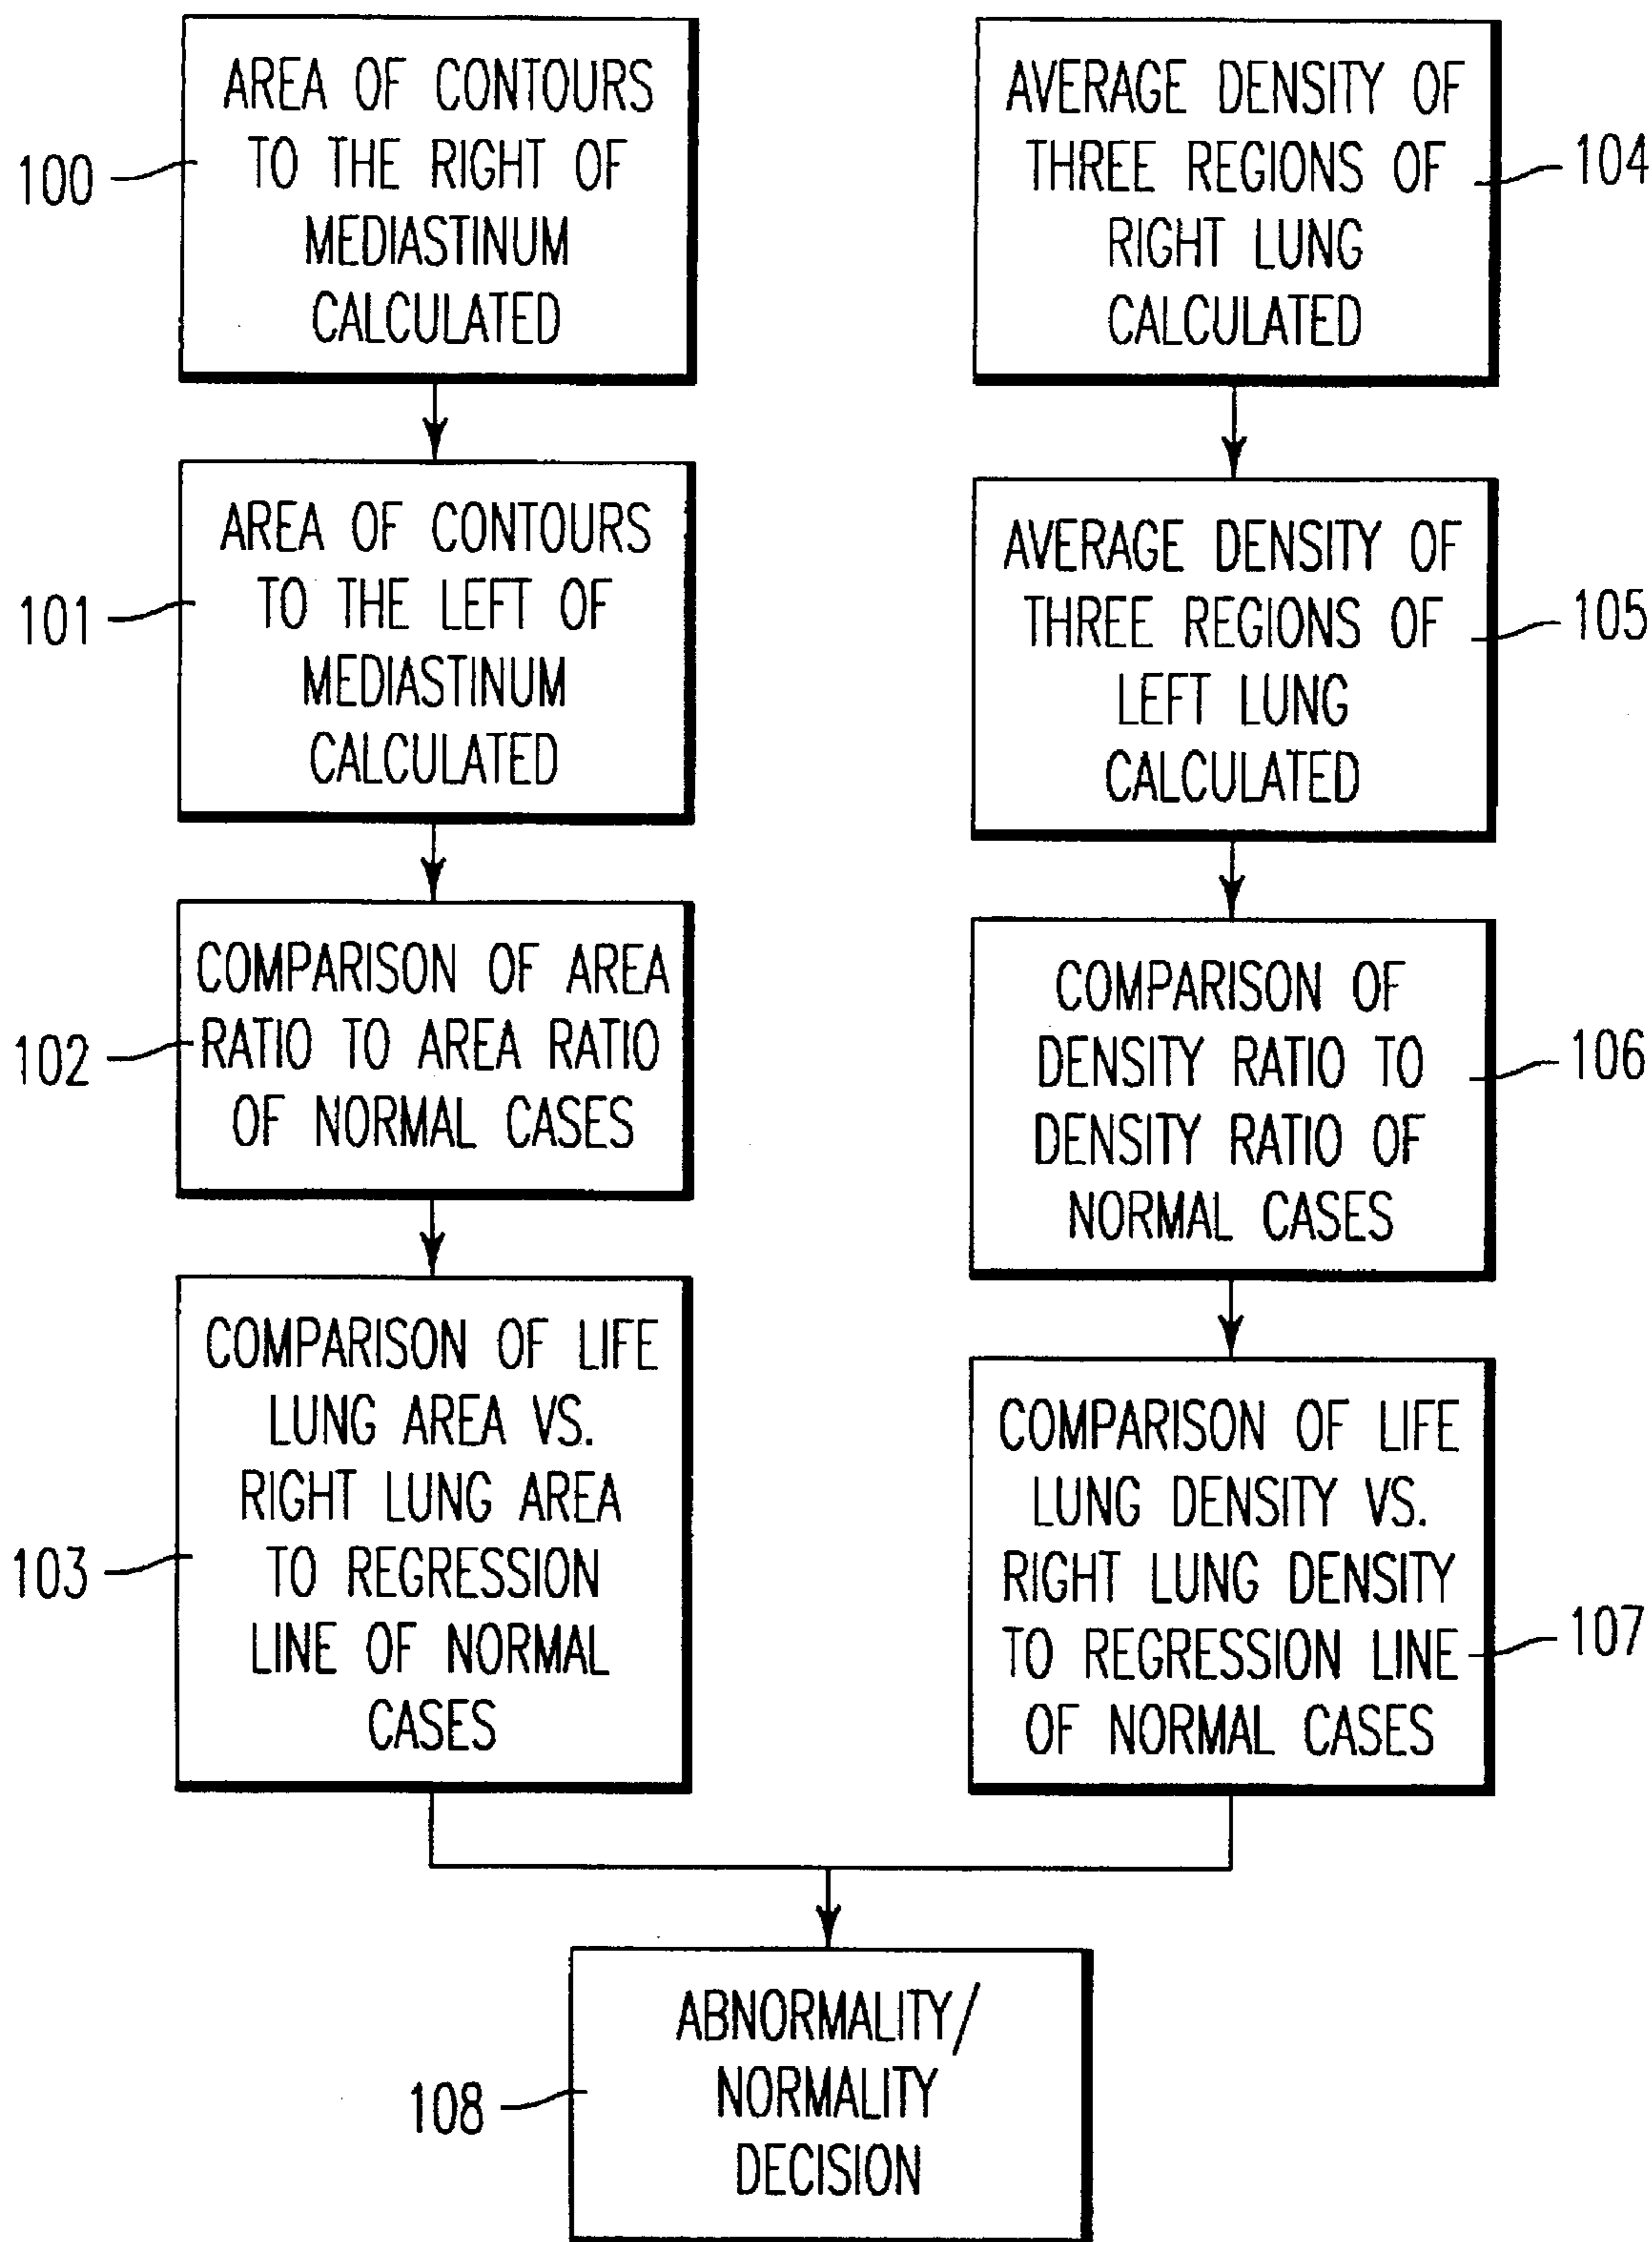 AREA OF CONTOURS
TO THE RIGHT OF
MEDIASTINUM
CALCULATED
100
AREA OF CONTOURS
TO THE LEFT OF
MEDIASTINUM
CALCULATED
101
COMPARISON OF AREA
RATIO TO AREA RATIO
OF NORMAL CASES
102
COMPARISON OF LIFE
LUNG AREA VS.
RIGHT LUNG AREA
TO REGRESSION
LINE OF NORMAL
CASES
103
AVERAGE DENSITY OF
THREE REGIONS OF
RIGHT LUNG
CALCULATED
104
AVERAGE DENSITY OF
THREE REGIONS OF
LEFT LUNG
CALCULATED
105
COMPARISON OF
DENSITY RATIO TO
DENSITY RATIO OF
NORMAL CASES
106
COMPARISON OF LIFE
LUNG DENSITY VS.
RIGHT LUNG DENSITY
TO REGRESSION LINE
OF NORMAL CASES
107
ABNORMALITY/
NORMALITY
DECISION
108